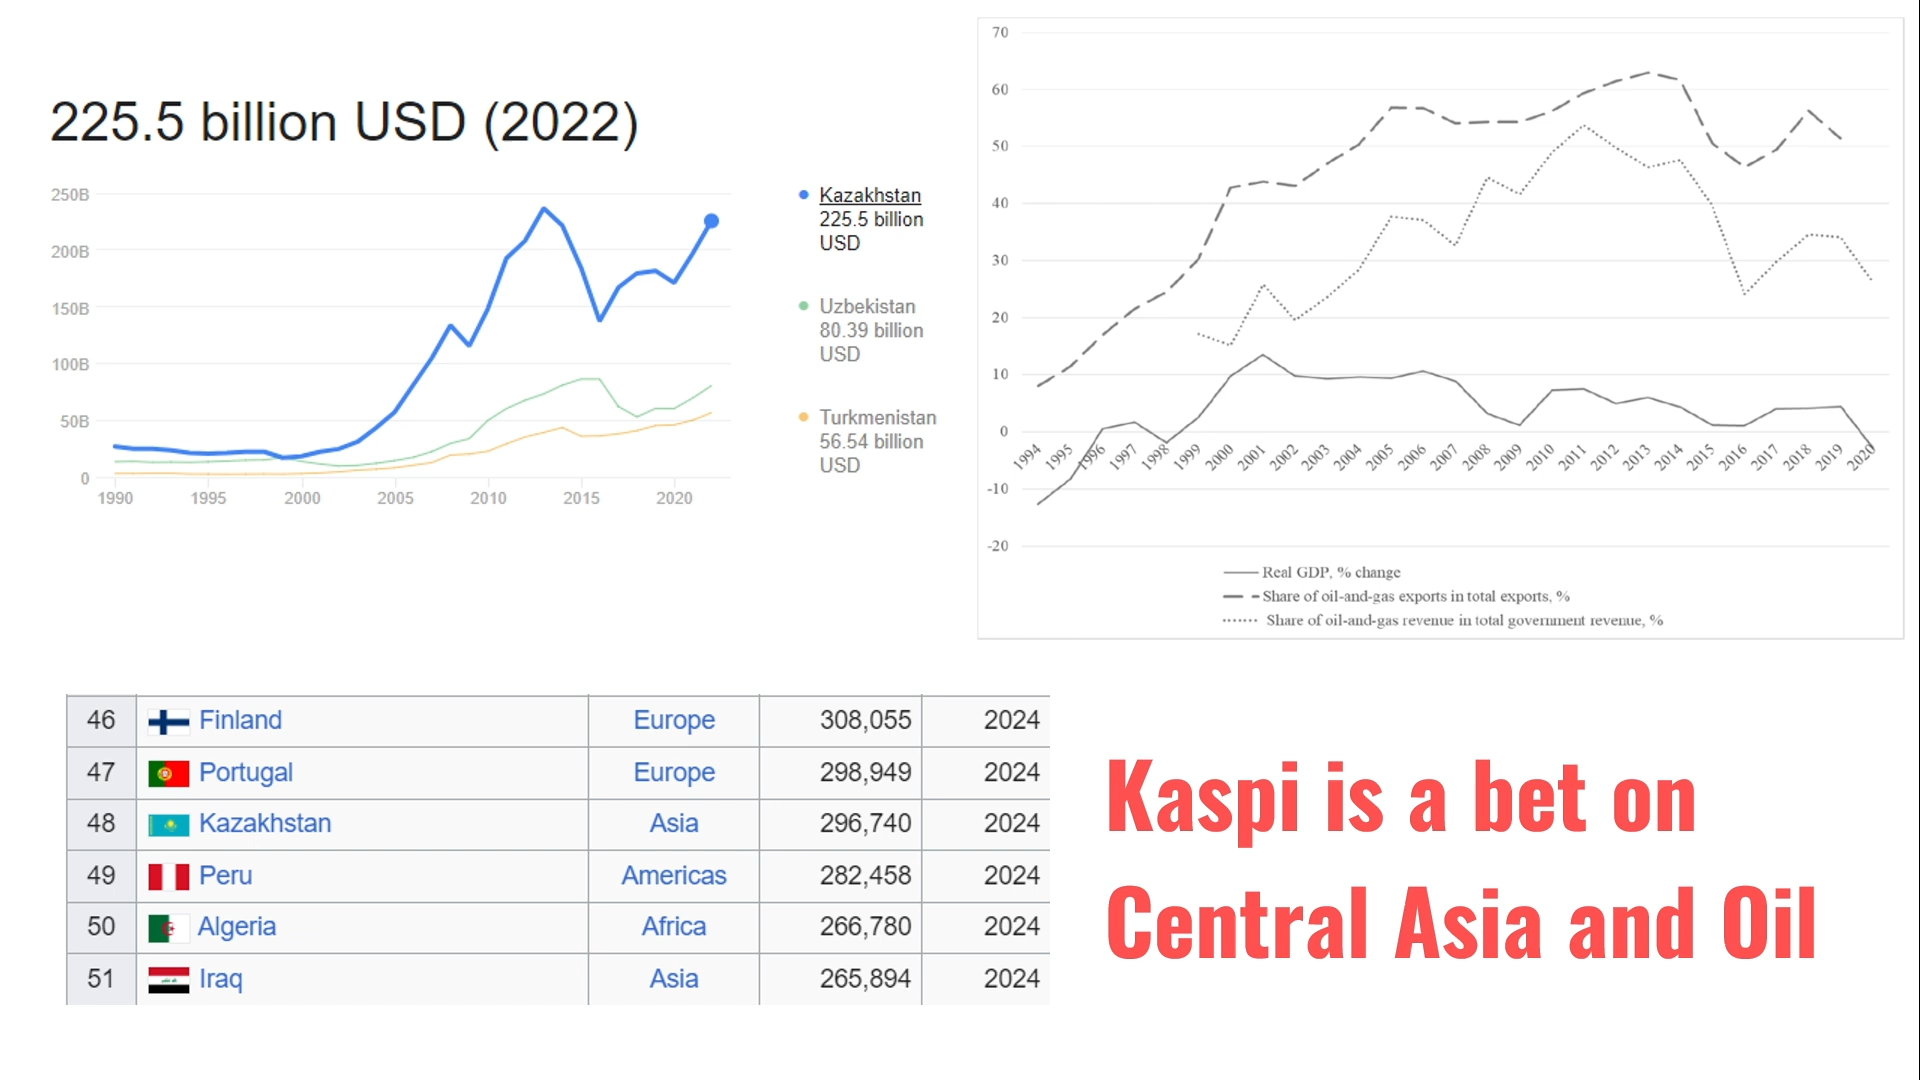 225.5 billion USD (2022)
250B
200B
150B
100B
50B
0
1990 1995 2000 2005 2010 2015 2020
Kazakhstan
225.5 billion
USD
Uzbekistan
80.39 billion
USD
Turkmenistan
56.54 billion
USD
70
60
50
40
30
20
10
0
-10
-20
1994 1995 1996 1997 1998 1999 2000 2001 2002 2003 2004 2005 2006 2007 2008 2009 2010 2011 2012 2013 2014 2015 2016 2017 2018 2019 2020
Real GDP, % change
Share of oil-and-gas exports in total exports, %
Share of oil-and-gas revenue in total government revenue, %
46 Finland Europe 308,055 2024
47 Portugal Europe 298,949 2024
48 Kazakhstan Asia 296,740 2024
49 Peru Americas 282,458 2024
50 Algeria Africa 266,780 2024
51 Iraq Asia 265,894 2024
Kaspi is a bet on
Central Asia and Oil